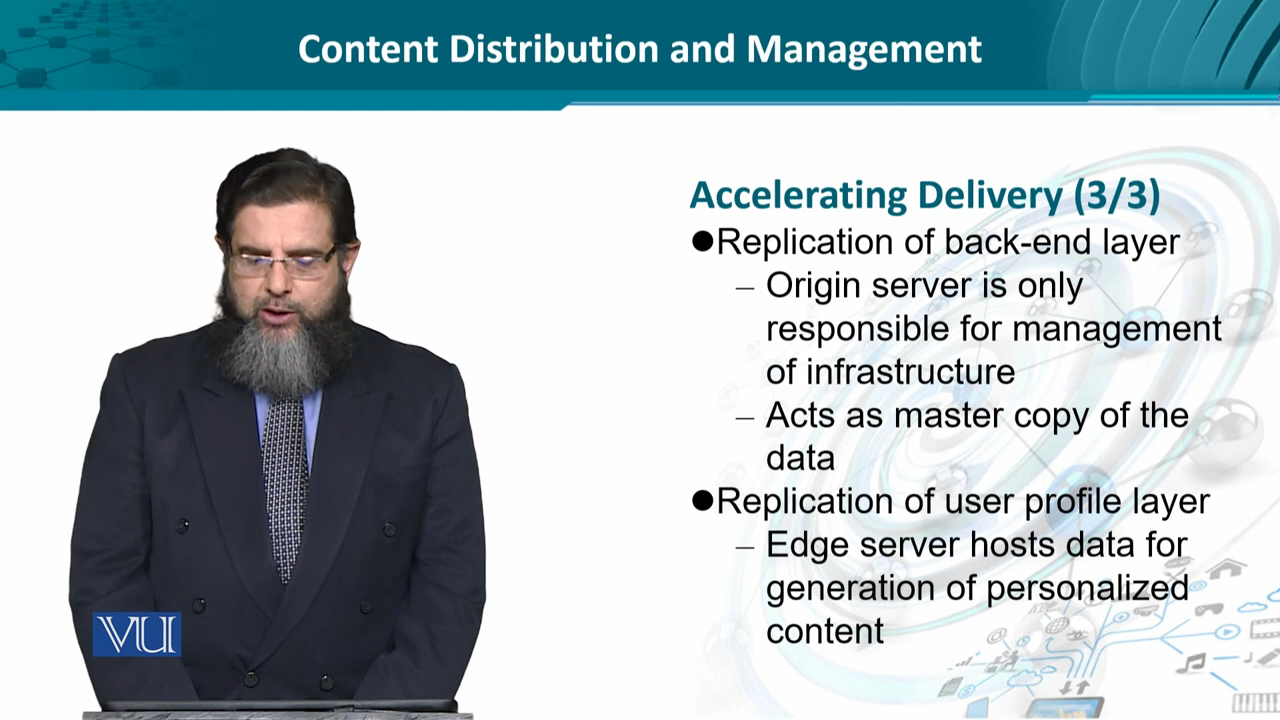 Content Distribution and Management
Accelerating Delivery (3/3)
●Replication of back-end layer
– Origin server is only
responsible for management
of infrastructure
– Acts as master copy of the
data
●Replication of user profile layer
– Edge server hosts data for
generation of personalized
content
VU